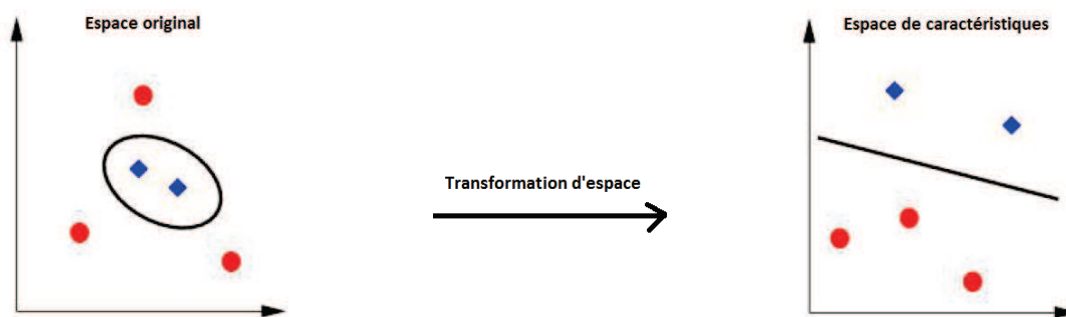 Espace original
Espace de caractéristiques
Transformation d'espace